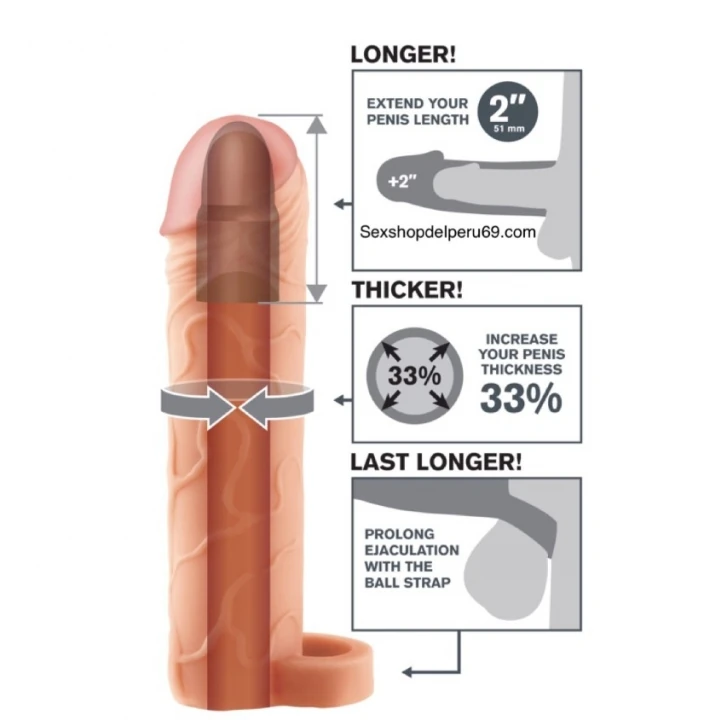 LONGER!
EXTEND YOUR
PENIS LENGTH
2"
51 mm
+2"
Sexshopdelperu69.com
THICKER!
33%
INCREASE
YOUR PENIS
THICKNESS
33%
LAST LONGER!
PROLONG
EJACULATION
WITH THE
BALL STRAP